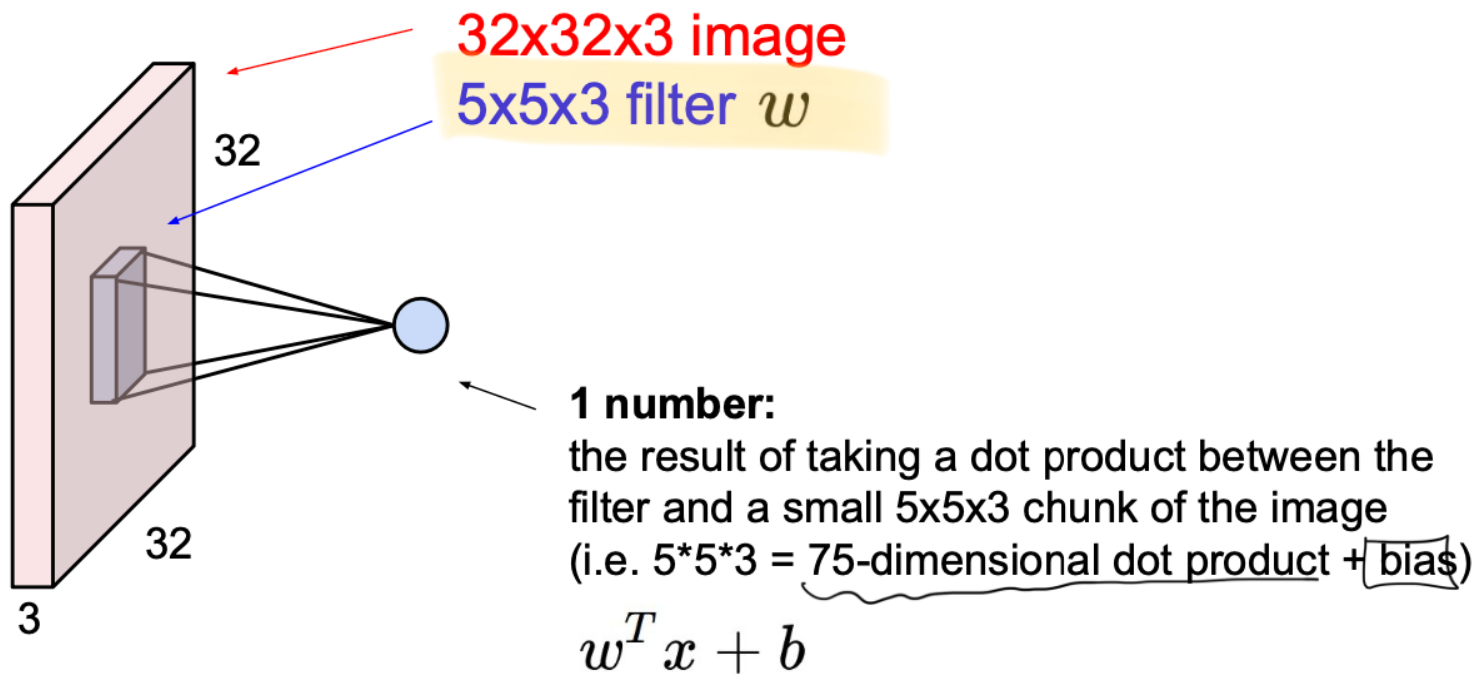 32x32x3 image
5x5x3 filter w
32
32
3
1 number:
the result of taking a dot product between the
filter and a small 5x5x3 chunk of the image
(i.e. 5*5*3 = 75-dimensional dot product + bias)
w^T x + b